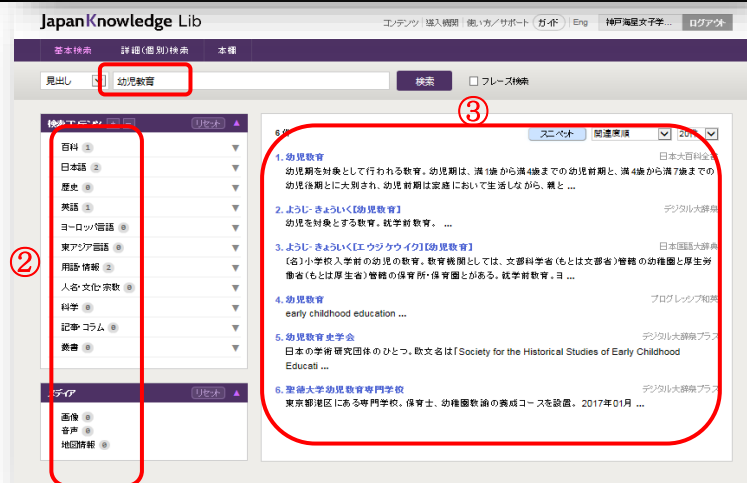 JapanKnowledge Lib
コンテンツ 導入機関 使い方/サポート ガイド Eng 神戸海星女子学... ログアウト
基本検索 詳細(個別)検索 本棚
見出し 幼児教育 検索 フレーズ検索
③
検索コンテンツ リセット
6
スニペット 関連度順
百科 1
日本語 2
歴史 0
英語 1
ヨーロッパ言語 0
東アジア言語 0
用語・情報 2
人名・文化・宗教 0
科学 0
記事・コラム 0
叢書 0
②
メディア リセット
画像 0
音声 0
地図情報 0
1. 幼児教育 日本大百科全書
幼児期を対象として行われる教育。幼児期は、満1歳から満4歳までの幼児前期と、満4歳から満7歳までの
幼児後期とに大別され、幼児前期は家庭において生活しながら、親と ...
2. ようじ‐きょういく【幼児教育】 デジタル大辞泉
幼児を対象とする教育。就学前教育。 ...
3. ようじ‐きょういく[エウジケウイク]【幼児教育】 日本国語大辞典
〔名〕小学校入学前の幼児の教育。教育機関としては、文部科学省(もとは文部省)管轄の幼稚園と厚生労
働省(もとは厚生省)管轄の保育所・保育園とがある。就学前教育。ヨ ...
4. 幼児教育 プログレッシブ和英
early childhood education ...
5. 幼児教育史学会 デジタル大辞泉プラス
日本の学術研究団体のひとつ。欧文名は「Society for the Historical Studies of Early Childhood
Educati ...
6. 聖徳大学幼児教育専門学校 デジタル大辞泉プラス
東京都港区にある専門学校。保育士、幼稚園教諭の養成コースを設置。 2017年01月 ...